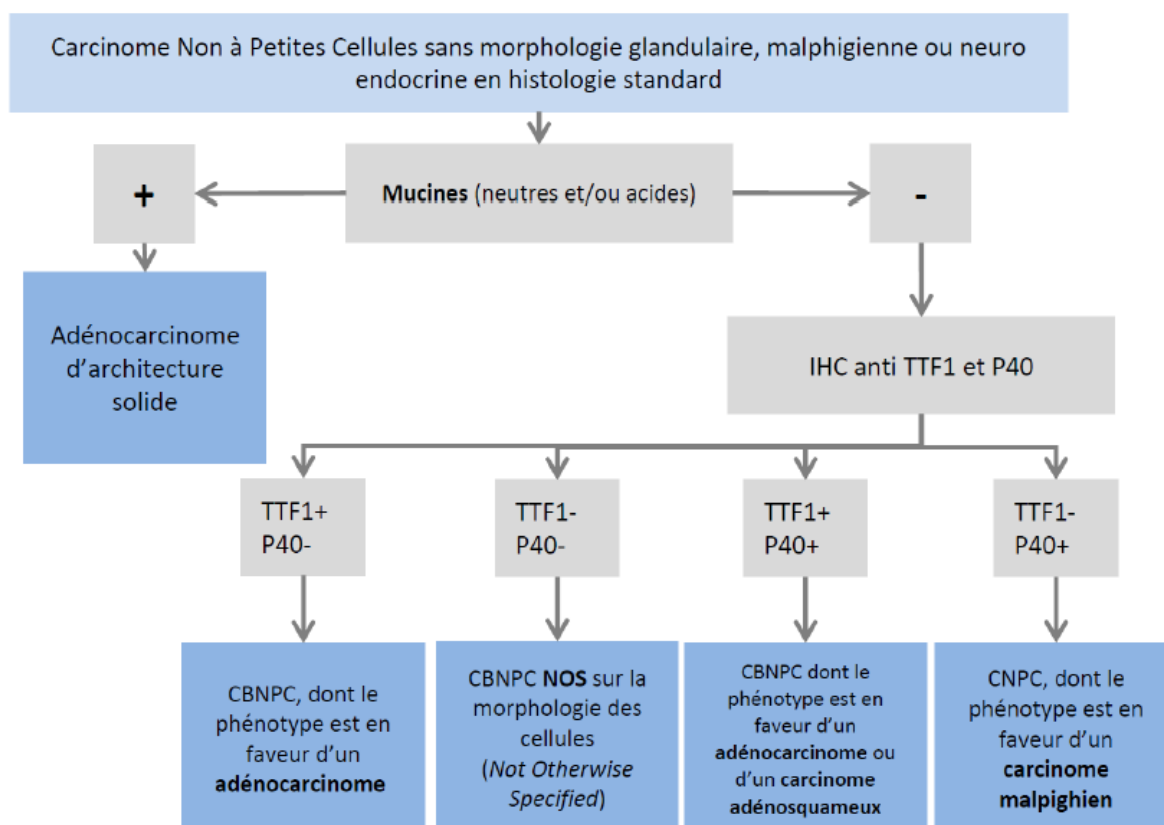 Carcinome Non à Petites Cellules sans morphologie glandulaire, malphigienne ou neuro
endocrine en histologie standard
+
Mucines (neutres et/ou acides)
-
Adénocarcinome
d'architecture
solide
IHC anti TTF1 et P40
TTF1+
P40-
TTF1-
P40-
TTF1+
P40+
TTF1-
P40+
CBNPC, dont le
phénotype est en
faveur d'un
adénocarcinome
CBNPC NOS sur la
morphologie des
cellules
(Not Otherwise
Specified)
CBNPC dont le
phénotype est en
faveur d'un
adénocarcinome ou
d'un carcinome
adénosquameux
CNPC, dont le
phénotype est en
faveur d'un
carcinome
malpighien